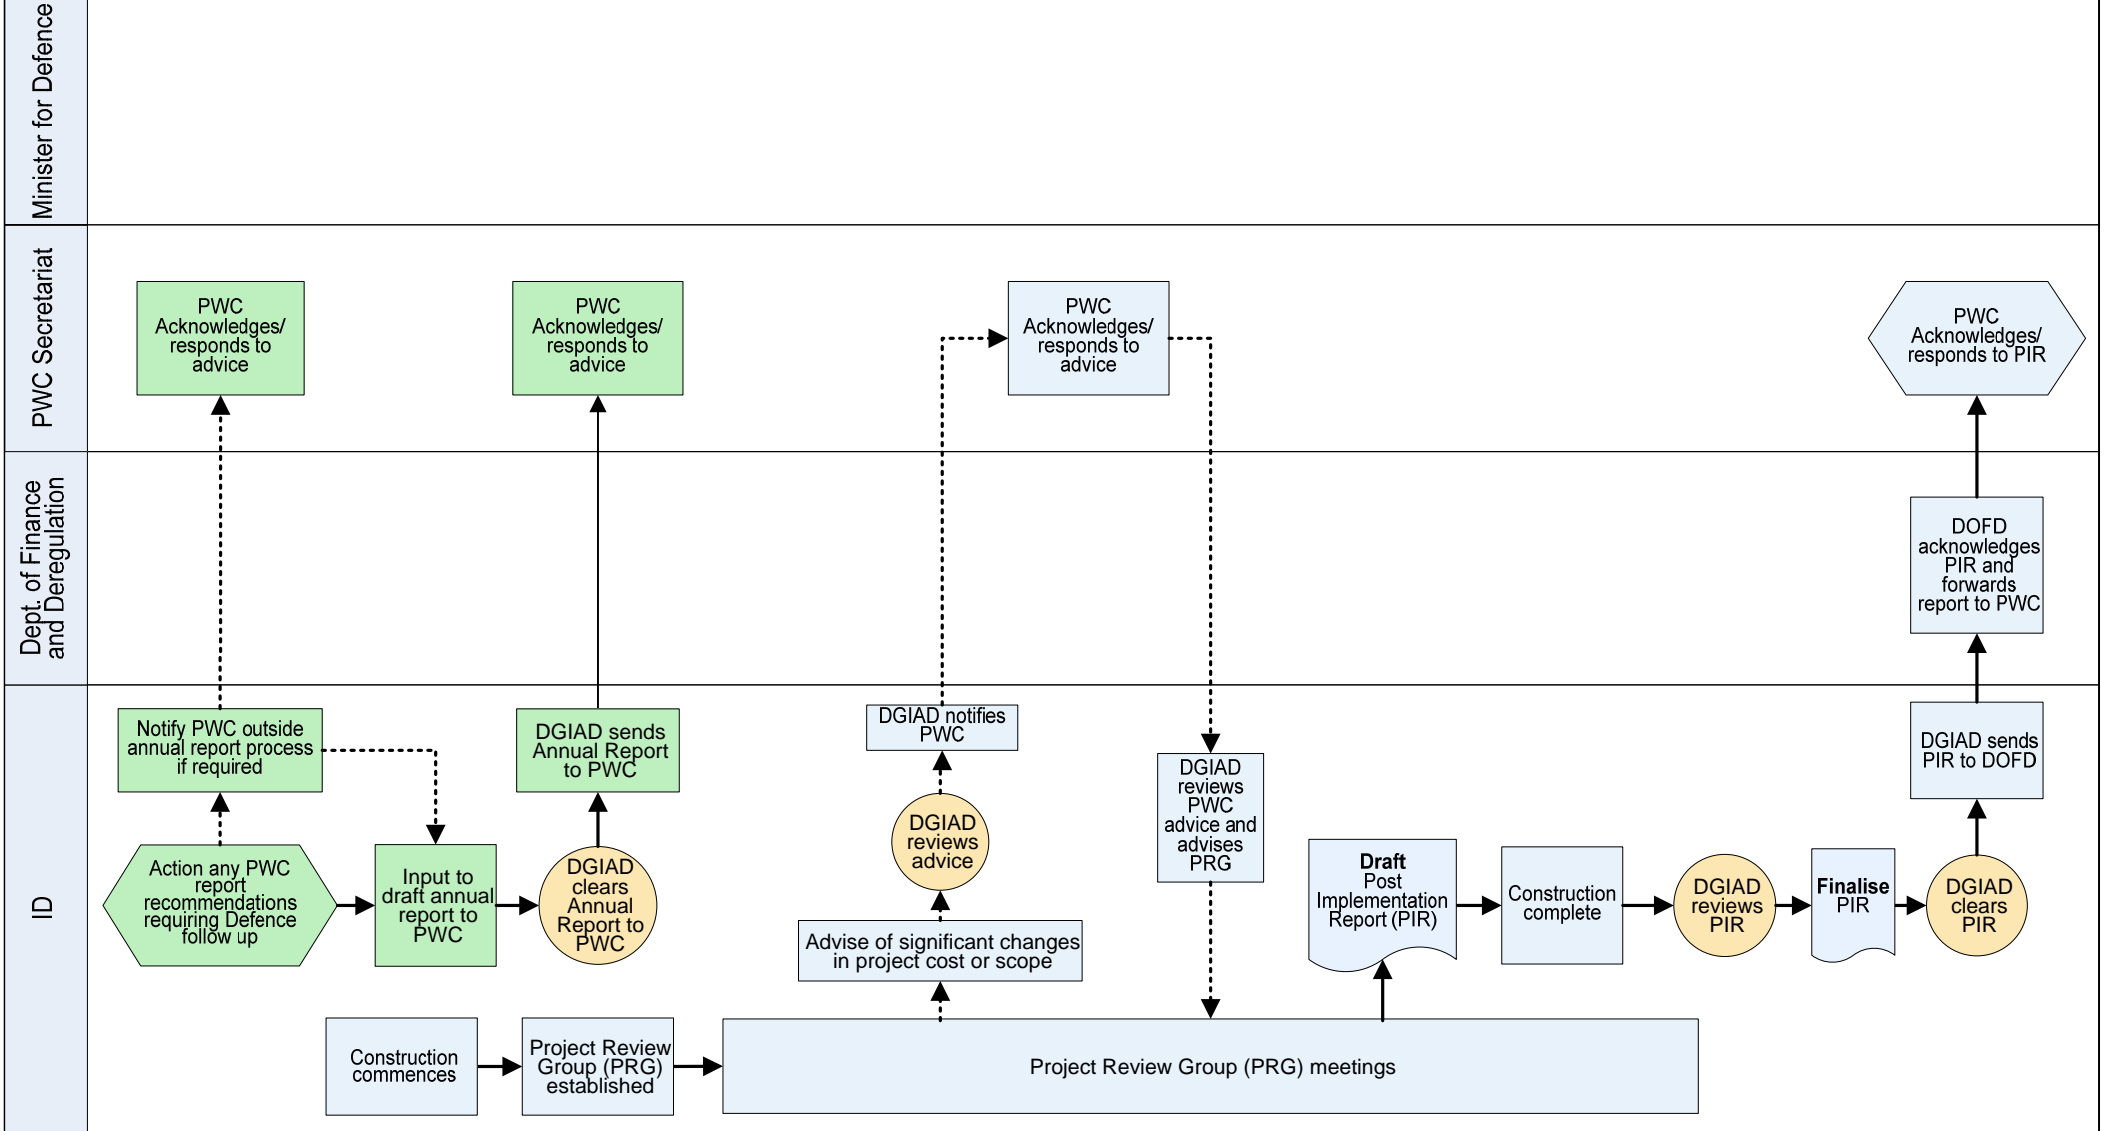 Minister for Defence
PWC Secretariat
PWC
Acknowledges/
responds to
advice
PWC
Acknowledges/
responds to
advice
PWC
Acknowledges/
responds to
advice
PWC
Acknowledges/
responds to PIR
Dept. of Finance
and Deregulation
DOFD
acknowledges
PIR and
forwards
report to PWC
ID
Notify PWC outside
annual report process
if required
DGIAD sends
Annual Report
to PWC
DGIAD notifies
PWC
DGIAD
reviews
PWC
advice and
advises
PRG
DGIAD sends
PIR to DOFD
Action any PWC
report
recommendations
requiring Defence
follow up
Input to
draft annual
report to
PWC
DGIAD
clears
Annual
Report to
PWC
DGIAD
reviews
advice
Advise of significant changes
in project cost or scope
Draft
Post
Implementation
Report (PIR)
Construction
complete
DGIAD
reviews
PIR
Finalise
PIR
DGIAD
clears
PIR
Construction
commences
Project Review
Group (PRG)
established
Project Review Group (PRG) meetings